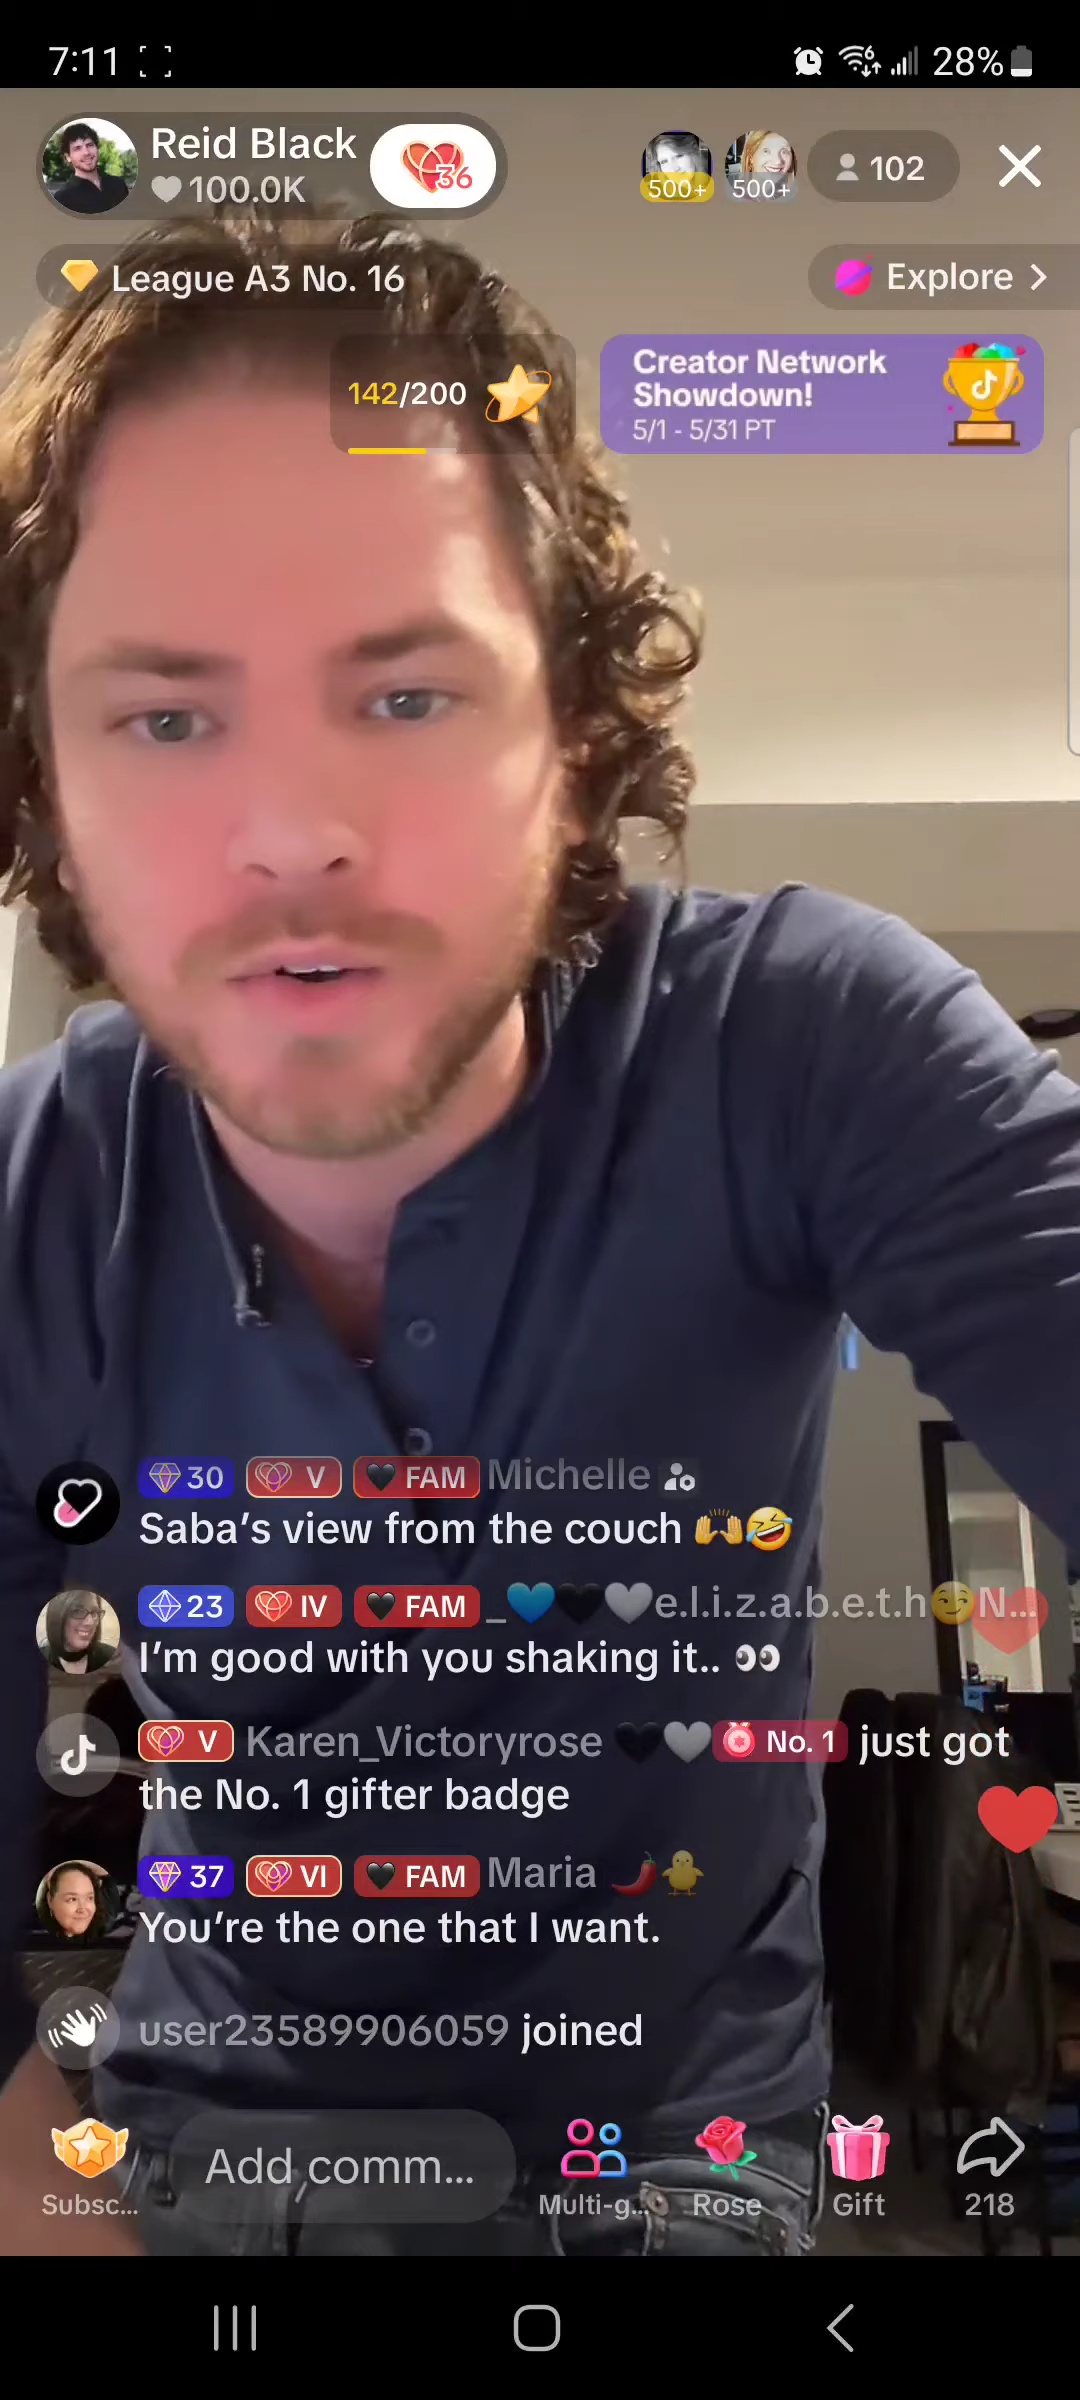 7:11
28%
Reid Black
100.0K
36
500+
500+
102
League A3 No. 16
Explore
142/200
Creator Network
Showdown!
5/1 - 5/31 PT
30 V FAM Michelle
Saba's view from the couch 🙌🤣
23 IV FAM _💙🖤🤍e.l.i.z.a.b.e.t.h😏N...
I'm good with you shaking it.. 👀
V Karen_Victoryrose 🖤🤍 No. 1 just got
the No. 1 gifter badge
37 VI FAM Maria 🌶️🐥
You're the one that I want.
user23589906059 joined
Add comm...
Subsc...
Multi-g...
Rose
Gift
218